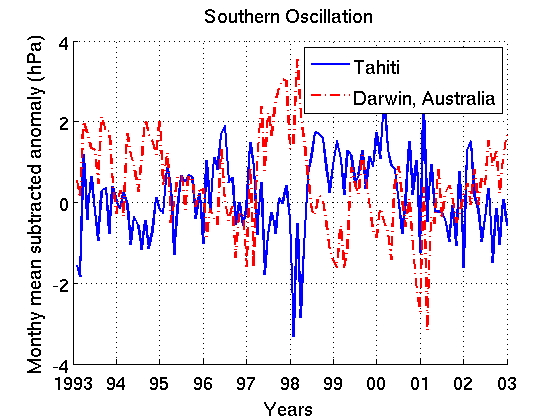 Southern Oscillation
Monthy mean subtracted anomaly (hPa)
4
2
0
-2
-4
Tahiti
Darwin, Australia
1993 94 95 96 97 98 99 00 01 02 03
Years